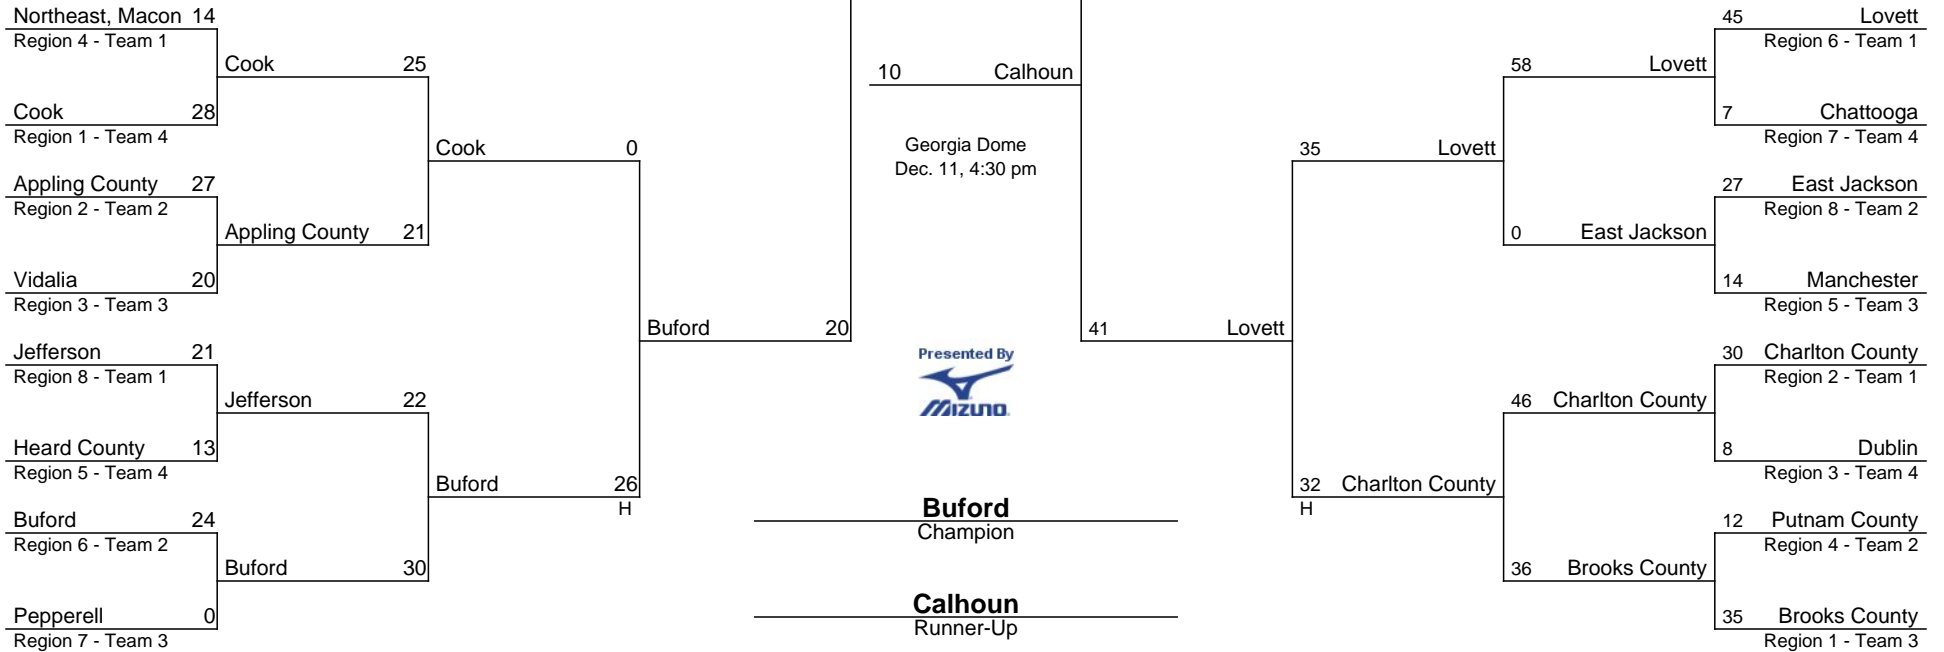 Northeast, Macon 14
Region 4 - Team 1
Cook 25
Cook 28
Region 1 - Team 4
Cook 0
Appling County 27
Region 2 - Team 2
Appling County 21
Vidalia 20
Region 3 - Team 3
Buford 20
Jefferson 21
Region 8 - Team 1
Jefferson 22
Heard County 13
Region 5 - Team 4
Buford 26
H
Buford 24
Region 6 - Team 2
Buford 30
Pepperell 0
Region 7 - Team 3
10 Calhoun
Georgia Dome
Dec. 11, 4:30 pm
Presented By
MIZUNO
Buford
Champion
Calhoun
Runner-Up
45 Lovett
Region 6 - Team 1
58 Lovett
7 Chattooga
Region 7 - Team 4
35 Lovett
27 East Jackson
Region 8 - Team 2
0 East Jackson
14 Manchester
Region 5 - Team 3
41 Lovett
30 Charlton County
Region 2 - Team 1
46 Charlton County
8 Dublin
Region 3 - Team 4
32 Charlton County
H
12 Putnam County
Region 4 - Team 2
36 Brooks County
35 Brooks County
Region 1 - Team 3